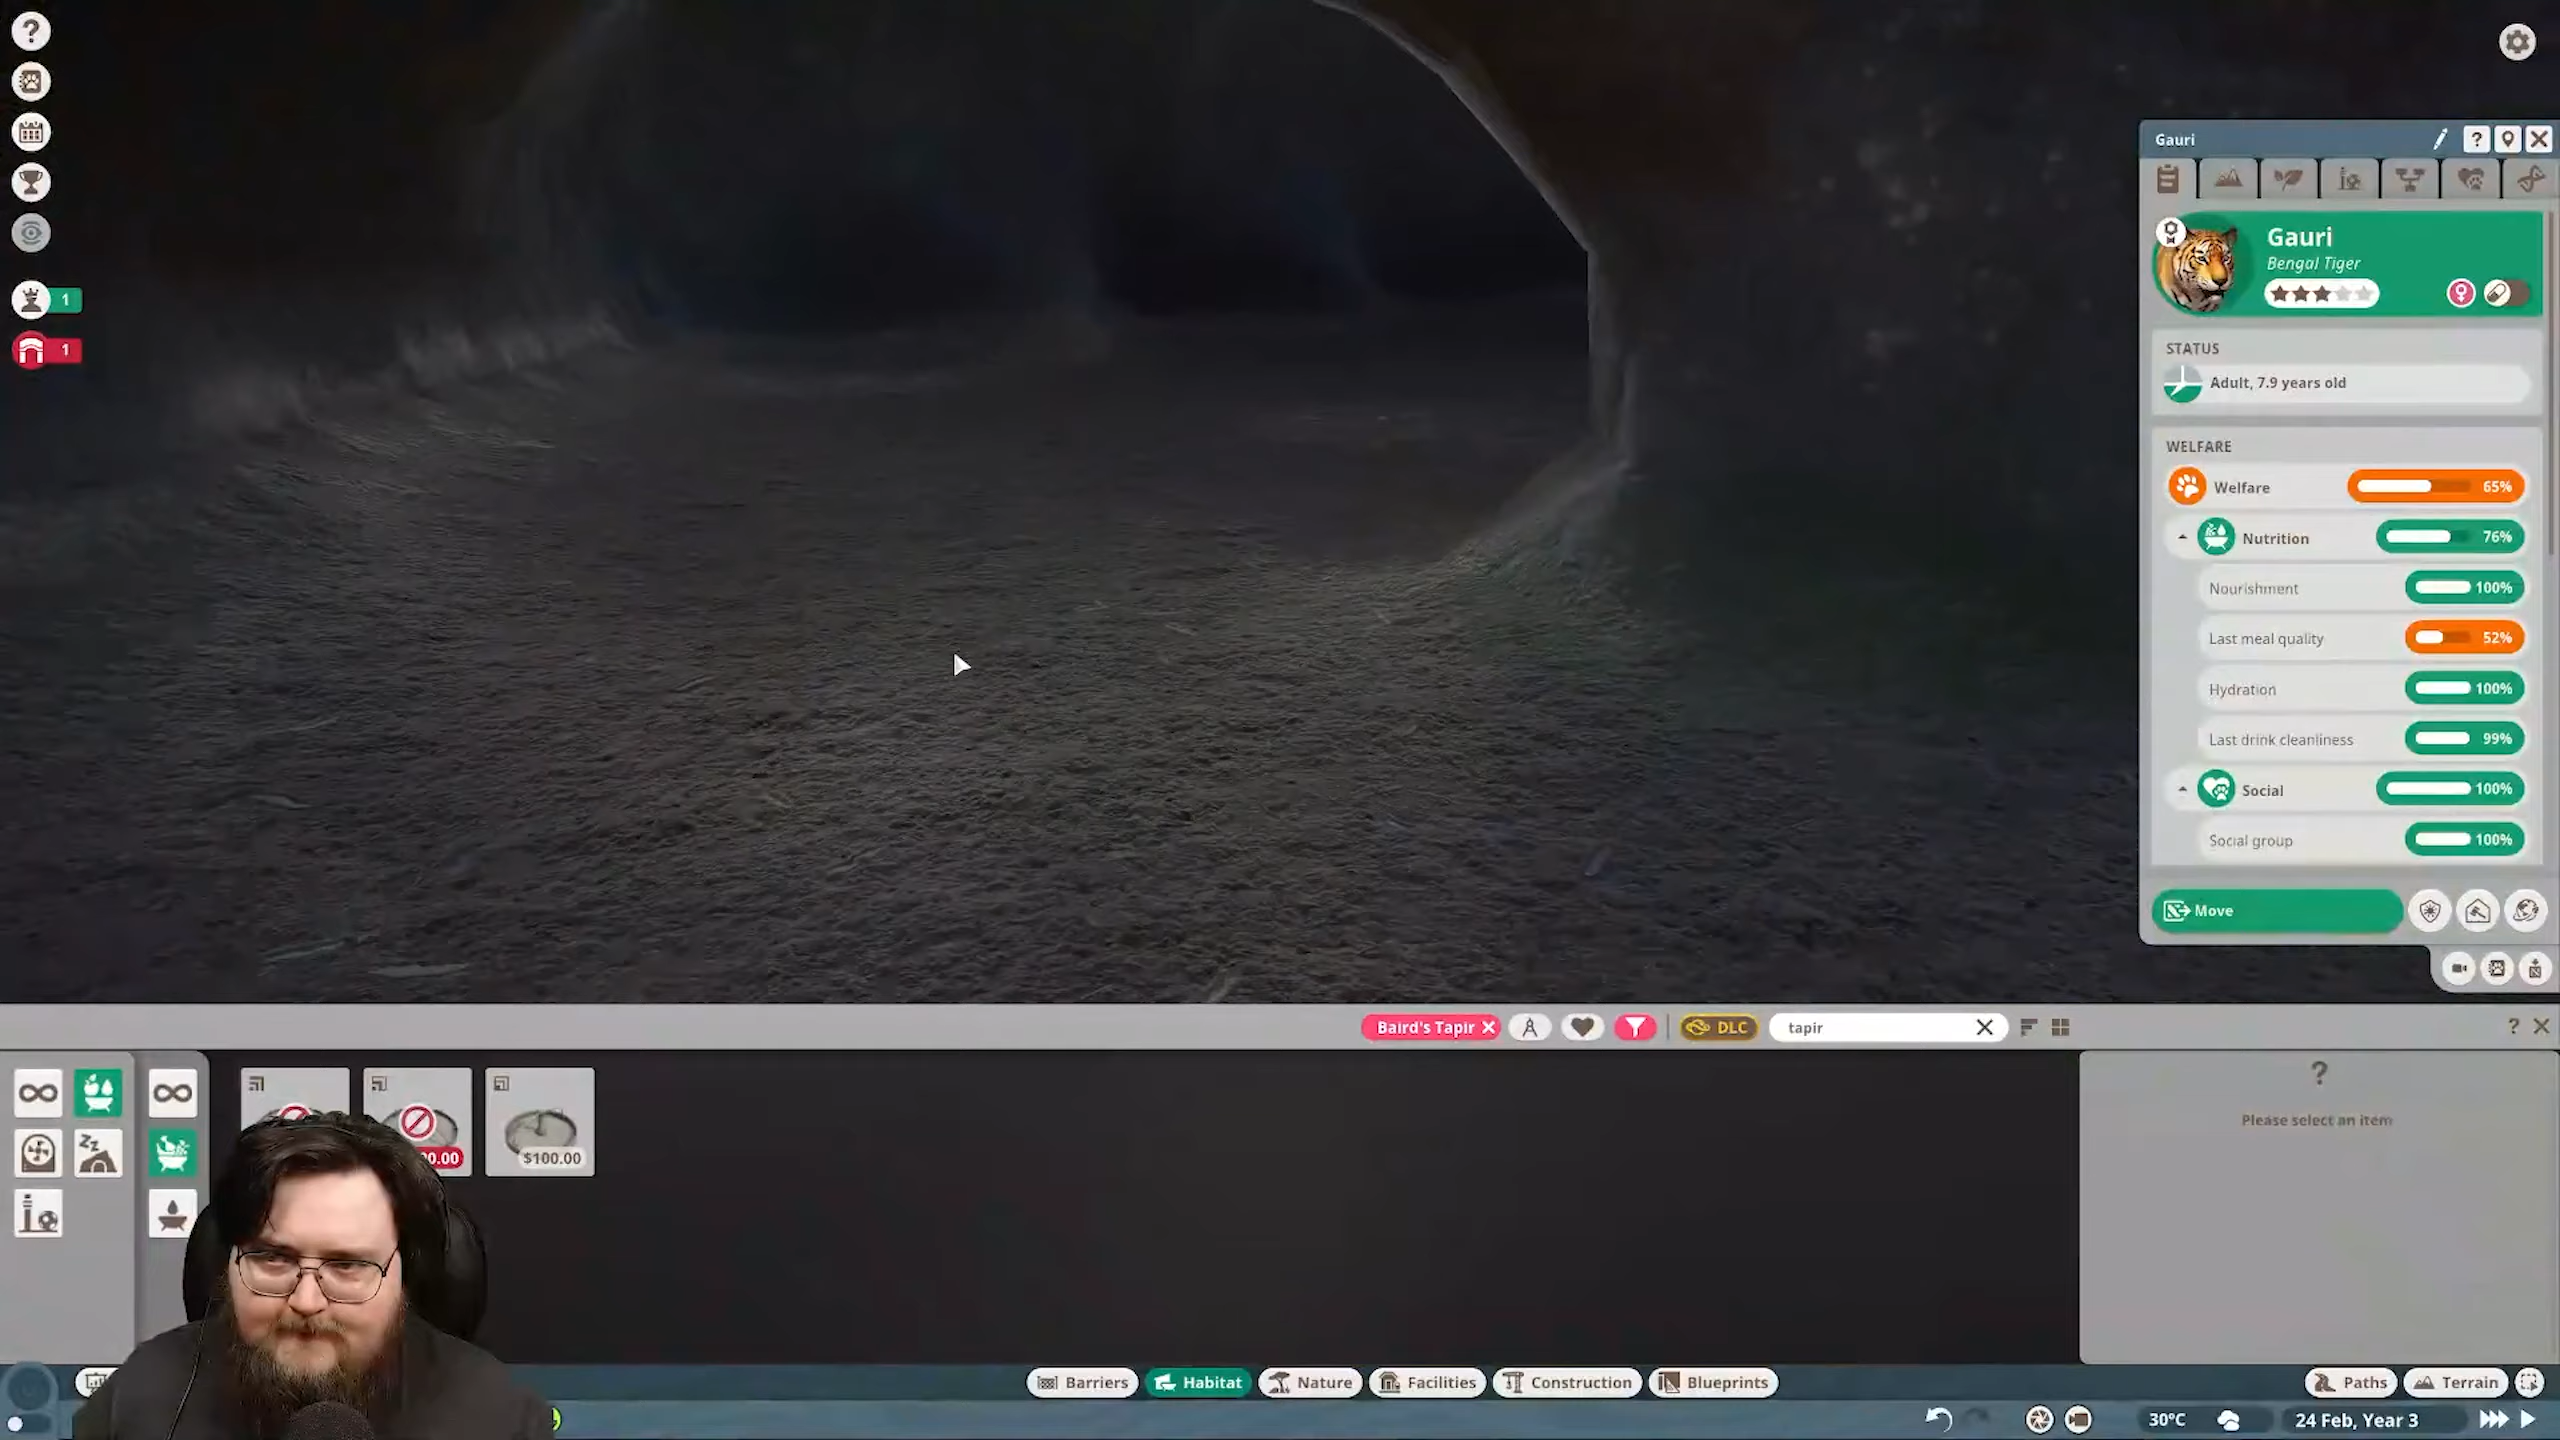 1
1
Gauri
?
Gauri
Bengal Tiger
STATUS
Adult, 7.9 years old
WELFARE
Welfare 65%
Nutrition 76%
Nourishment 100%
Last meal quality 52%
Hydration 100%
Last drink cleanliness 99%
Social 100%
Social group 100%
Move
Baird's Tapir
DLC
tapir
?
$100.00
?
Please select an item
Barriers
Habitat
Nature
Facilities
Construction
Blueprints
Paths
Terrain
30°C
24 Feb, Year 3